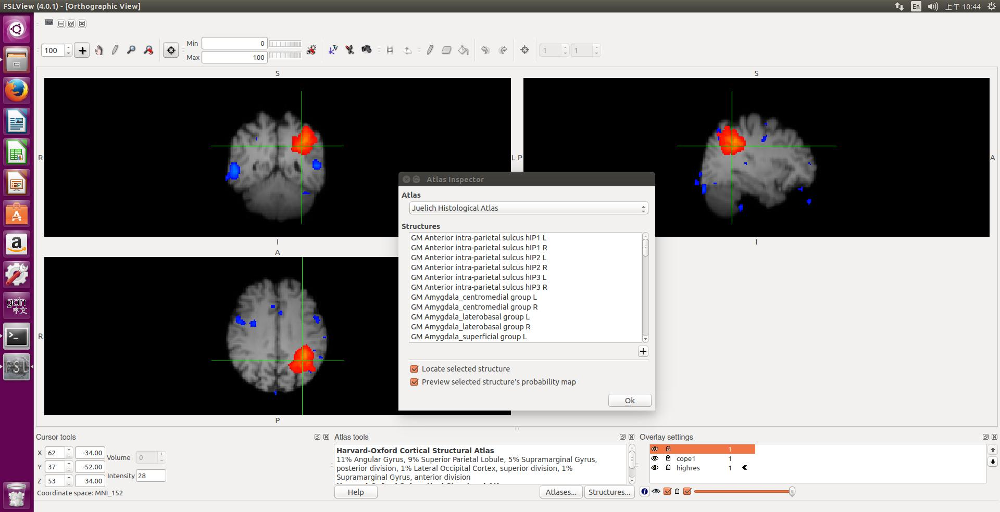 FSLView (4.0.1) - [Orthographic View]
En
上午 10:44
100
Min
0
Max
100
1
1
S
S
R
L
P
A
I
I
A
R
P
Atlas Inspector
Atlas
Juelich Histological Atlas
Structures
GM Anterior intra-parietal sulcus hIP1 L
GM Anterior intra-parietal sulcus hIP1 R
GM Anterior intra-parietal sulcus hIP2 L
GM Anterior intra-parietal sulcus hIP2 R
GM Anterior intra-parietal sulcus hIP3 L
GM Anterior intra-parietal sulcus hIP3 R
GM Amygdala_centromedial group L
GM Amygdala_centromedial group R
GM Amygdala_laterobasal group L
GM Amygdala_laterobasal group R
GM Amygdala_superficial group L
Locate selected structure
Preview selected structure's probability map
Ok
gcin
中文
FSL
Cursor tools
X 62 -34.00
Y 37 -52.00
Z 53 34.00
Volume 0
Intensity 28
Coordinate space: MNI_152
Atlas tools
Harvard-Oxford Cortical Structural Atlas
11% Angular Gyrus, 9% Superior Parietal Lobule, 5% Supramarginal Gyrus,
posterior division, 1% Lateral Occipital Cortex, superior division, 1%
Supramarginal Gyrus, anterior division
Help
Atlases...
Structures...
Overlay settings
1
cope1 1
highres 1